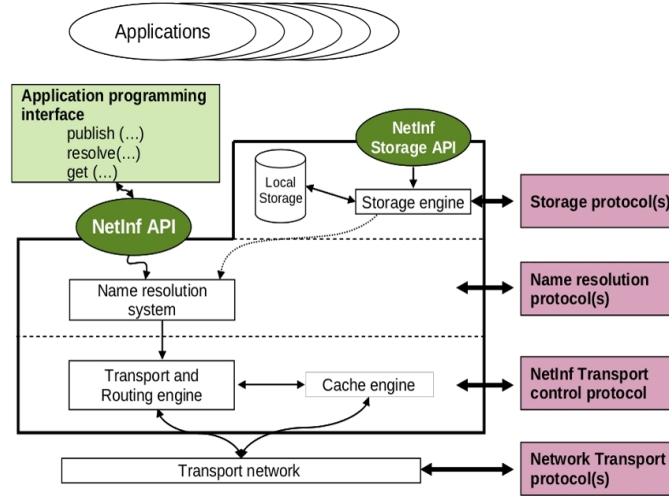 Applications
Application programming
interface
publish (...)
resolve(...)
get (...)
NetInf
Storage API
Local
Storage
Storage engine
Storage protocol(s)
NetInf API
Name resolution
system
Name resolution
protocol(s)
Transport and
Routing engine
Cache engine
NetInf Transport
control protocol
Transport network
Network Transport
protocol(s)